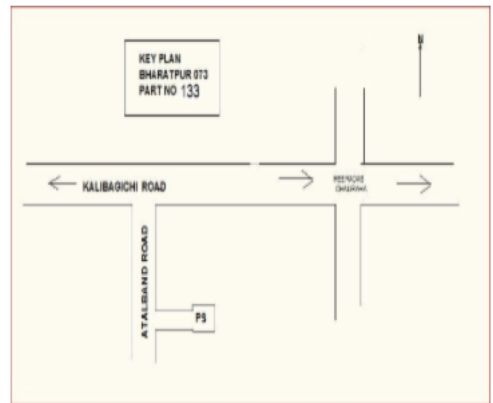 KEY PLAN
BHARATPUR 073
PART NO 133
N
KALIBAGICHI ROAD
ATALBAND ROAD
PS